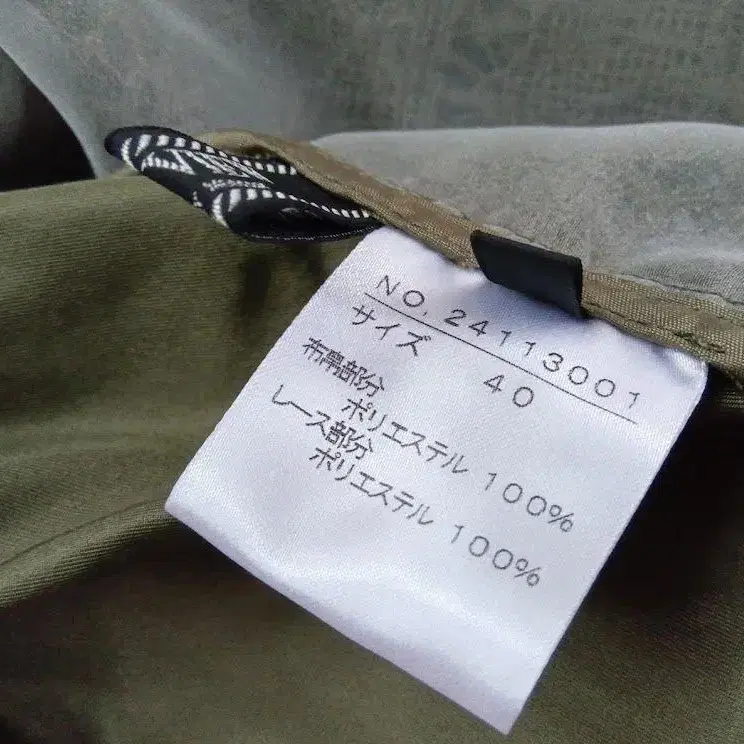 NO. 24113001
サイズ 40
布帛部分
ポリエステル 100%
レース部分
ポリエステル 100%